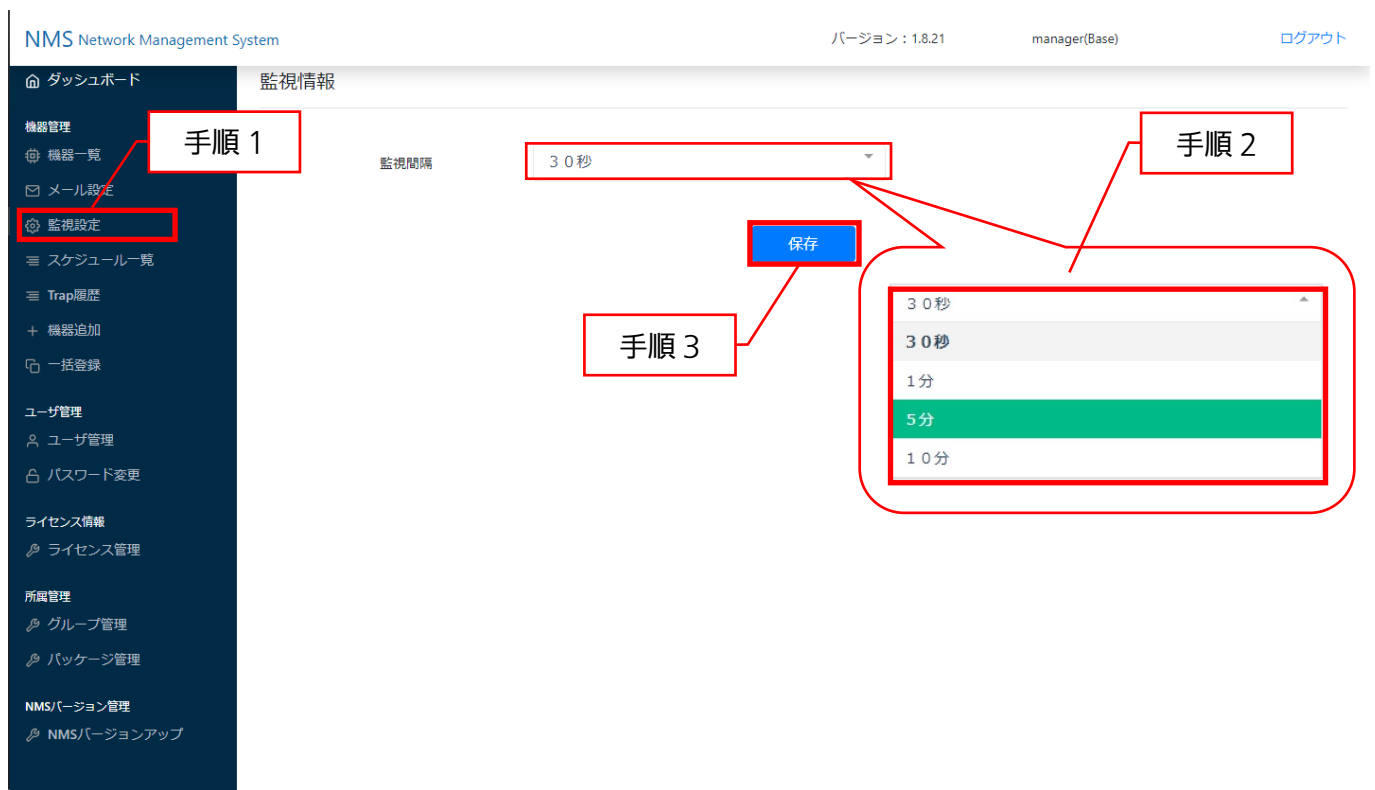 NMS Network Management System
バージョン：1.8.21
manager(Base)
ログアウト
ダッシュボード
機器管理
機器一覧
メール設定
監視設定
スケジュール一覧
Trap履歴
機器追加
一括登録
ユーザ管理
ユーザ管理
パスワード変更
ライセンス情報
ライセンス管理
所属管理
グループ管理
パッケージ管理
NMSバージョン管理
NMSバージョンアップ
監視情報
手順１
監視間隔
３０秒
手順２
保存
手順３
３０秒
３０秒
１分
５分
１０分